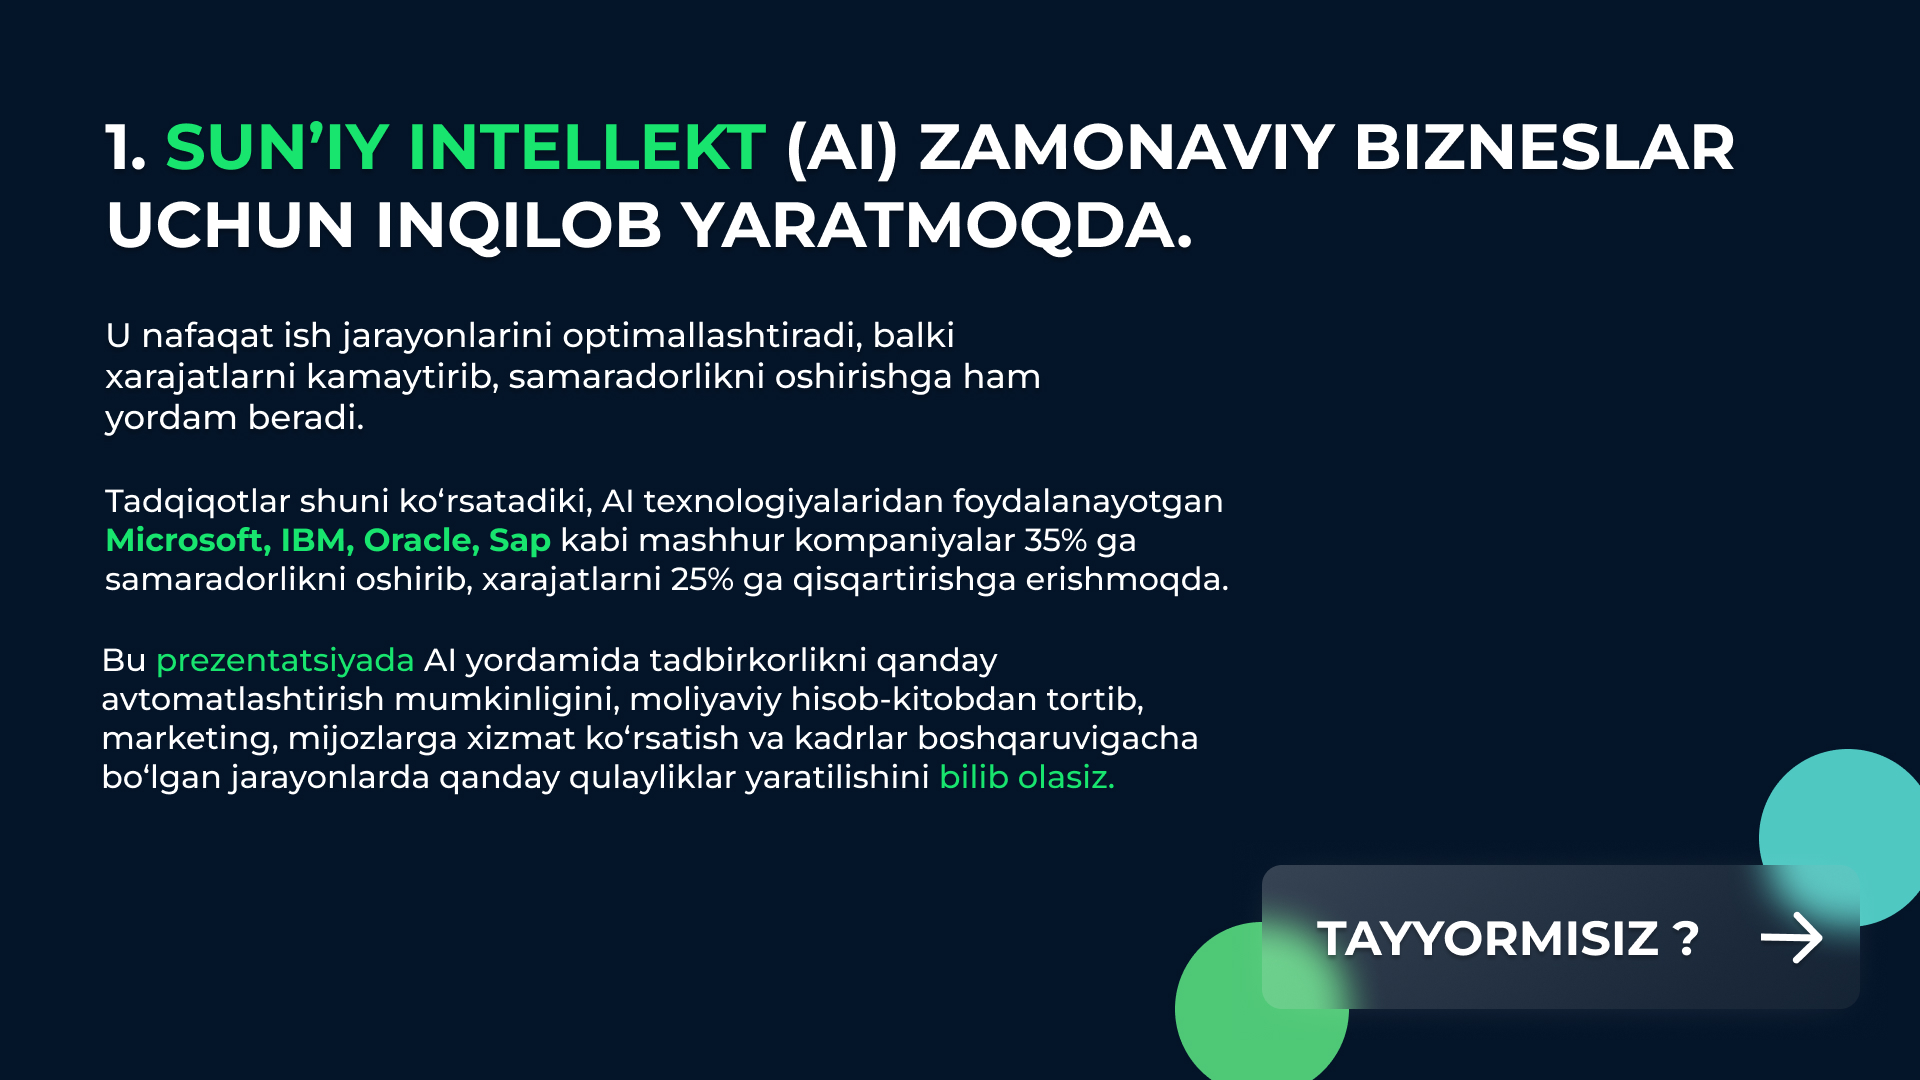 1. SUN’IY INTELLEKT (AI) ZAMONAVIY BIZNESLAR
UCHUN INQILOB YARATMOQDA.
U nafaqat ish jarayonlarini optimallashtiradi, balki
xarajatlarni kamaytirib, samaradorlikni oshirishga ham
yordam beradi.
Tadqiqotlar shuni ko‘rsatadiki, AI texnologiyalaridan foydalanayotgan
Microsoft, IBM, Oracle, Sap kabi mashhur kompaniyalar 35% ga
samaradorlikni oshirib, xarajatlarni 25% ga qisqartirishga erishmoqda.
Bu prezentatsiyada AI yordamida tadbirkorlikni qanday
avtomatlashtirish mumkinligini, moliyaviy hisob-kitobdan tortib,
marketing, mijozlarga xizmat ko‘rsatish va kadrlar boshqaruvigacha
bo‘lgan jarayonlarda qanday qulayliklar yaratilishini bilib olasiz.
TAYYORMISIZ ?